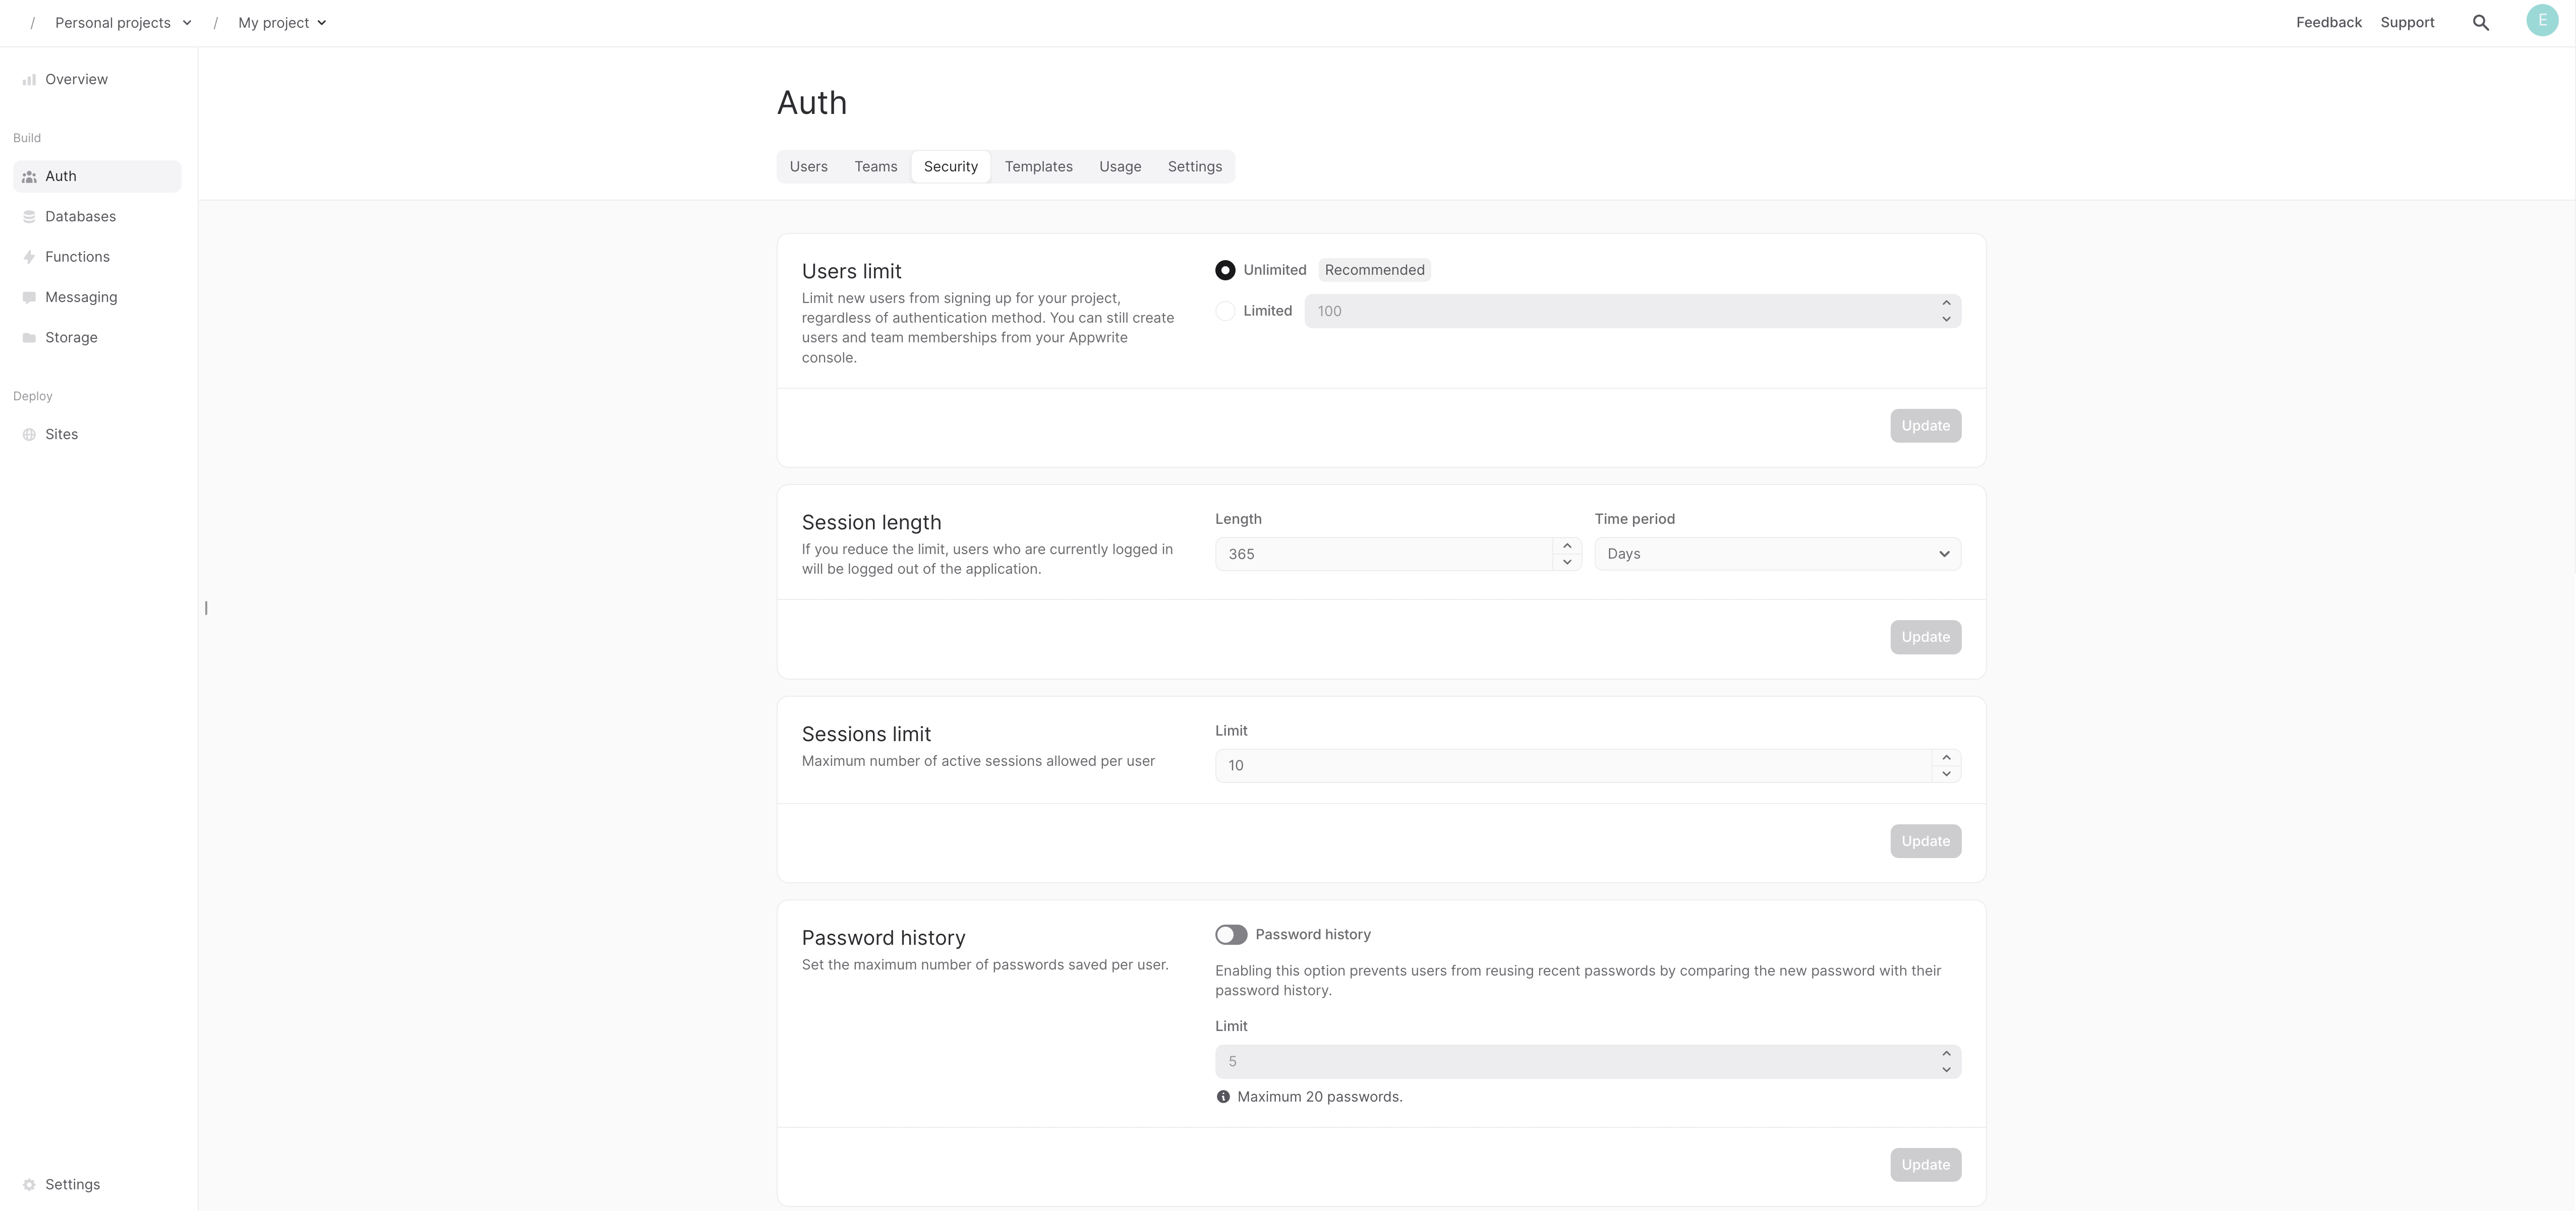 / Personal projects / My project Feedback Support E
Overview
Build
Auth
Databases
Functions
Messaging
Storage
Deploy
Sites
Settings
Auth
Users Teams Security Templates Usage Settings
Users limit
Limit new users from signing up for your project,
regardless of authentication method. You can still create
users and team memberships from your Appwrite
console.
Unlimited Recommended
Limited 100
Update
Session length
If you reduce the limit, users who are currently logged in
will be logged out of the application.
Length Time period
365 Days
Update
Sessions limit
Maximum number of active sessions allowed per user
Limit
10
Update
Password history
Set the maximum number of passwords saved per user.
Password history
Enabling this option prevents users from reusing recent passwords by comparing the new password with their
password history.
Limit
5
Maximum 20 passwords.
Update